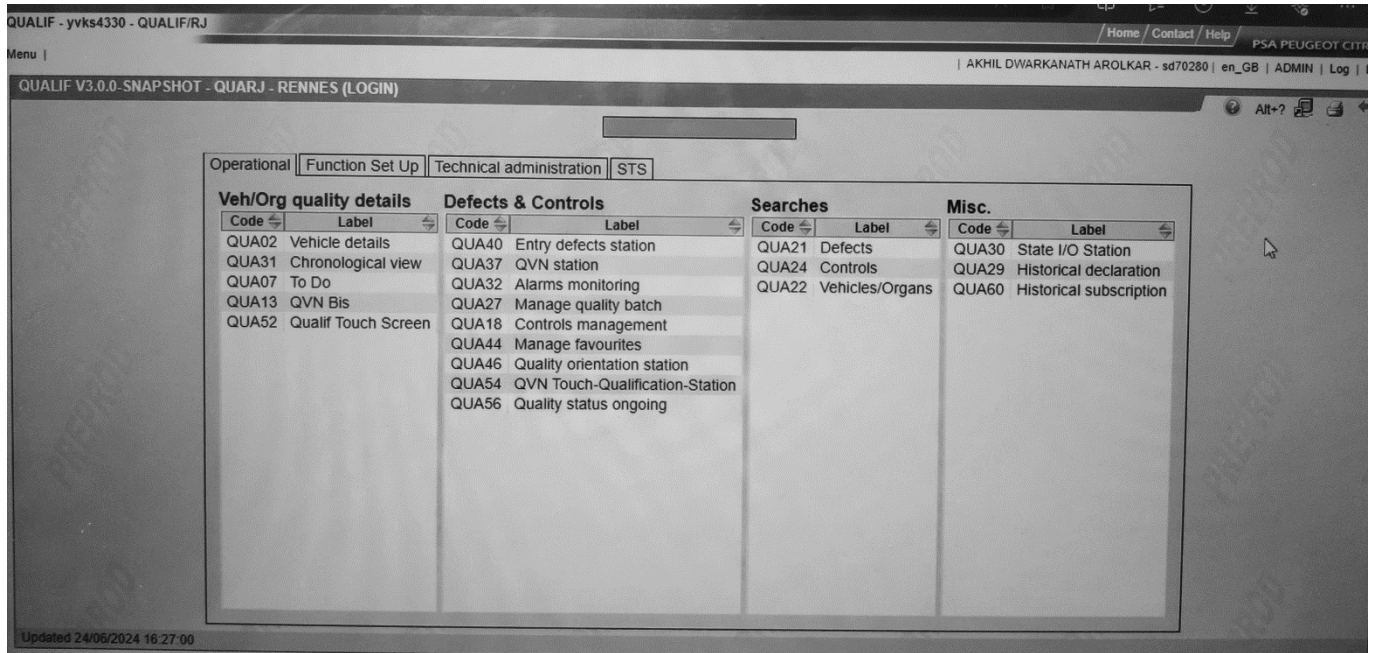 QUALIF - yvks4330 - QUALIF/RJ
/ Home / Contact / Help /
PSA PEUGEOT CITR
Menu |
| AKHIL DWARKANATH AROLKAR - sd70280 | en_GB | ADMIN | Log |
QUALIF V3.0.0-SNAPSHOT - QUARJ - RENNES (LOGIN)
Alt+?
Operational Function Set Up Technical administration STS
Veh/Org quality details
Code Label
QUA02 Vehicle details
QUA31 Chronological view
QUA07 To Do
QUA13 QVN Bis
QUA52 Qualif Touch Screen
Defects & Controls
Code Label
QUA40 Entry defects station
QUA37 QVN station
QUA32 Alarms monitoring
QUA27 Manage quality batch
QUA18 Controls management
QUA44 Manage favourites
QUA46 Quality orientation station
QUA54 QVN Touch-Qualification-Station
QUA56 Quality status ongoing
Searches
Code Label
QUA21 Defects
QUA24 Controls
QUA22 Vehicles/Organs
Misc.
Code Label
QUA30 State I/O Station
QUA29 Historical declaration
QUA60 Historical subscription
PREPROD
PREPROD
PREPROD
PREPROD
Updated 24/06/2024 16:27:00